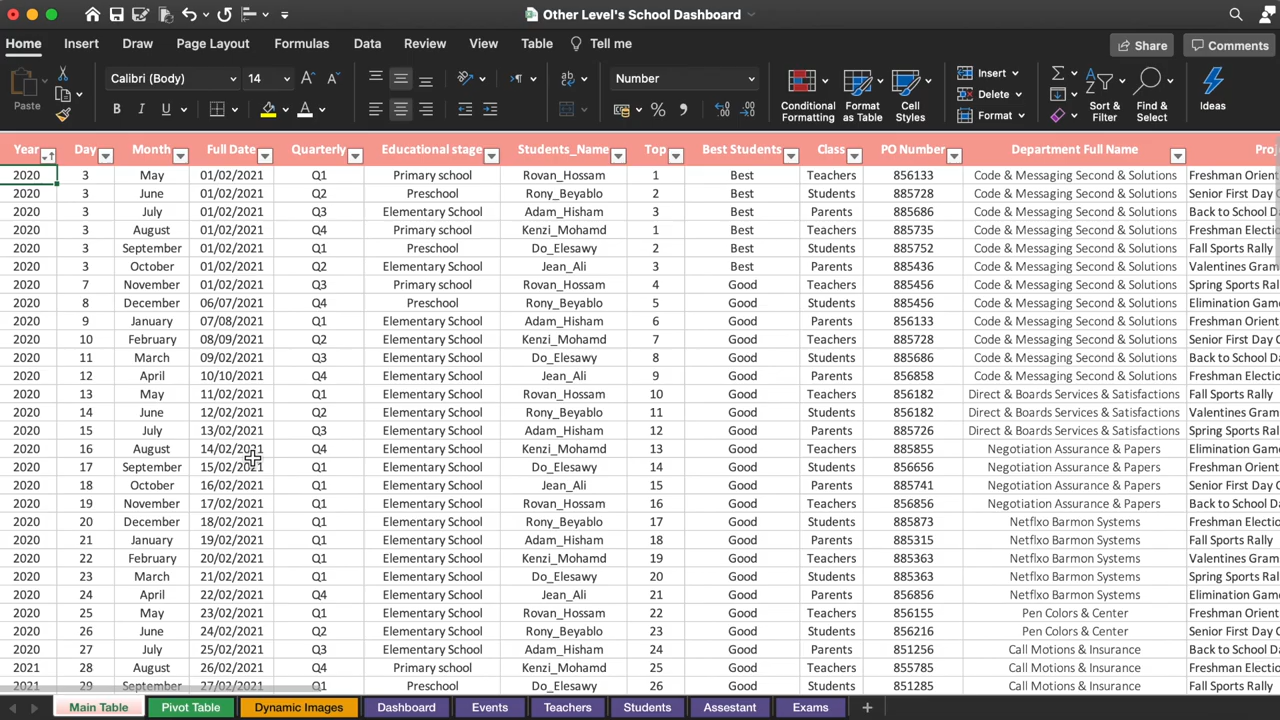 Other Level's School Dashboard
Home Insert Draw Page Layout Formulas Data Review View Table Tell me Share Comments
Paste Calibri (Body) 14 Number Conditional Formatting Format as Table Cell Styles Insert Delete Format Sort & Filter Find & Select Ideas
Year Day Month Full Date Quarterly Educational stage Students_Name Top Best Students Class PO Number Department Full Name Proj
2020 3 May 01/02/2021 Q1 Primary school Rovan_Hossam 1 Best Teachers 856133 Code & Messaging Second & Solutions Freshman Orient
2020 3 June 01/02/2021 Q2 Preschool Rony_Beyablo 2 Best Students 885728 Code & Messaging Second & Solutions Senior First Day
2020 3 July 01/02/2021 Q3 Elementary School Adam_Hisham 3 Best Parents 885686 Code & Messaging Second & Solutions Back to School D
2020 3 August 01/02/2021 Q4 Primary school Kenzi_Mohamd 1 Best Teachers 885735 Code & Messaging Second & Solutions Freshman Electio
2020 3 September 01/02/2021 Q1 Preschool Do_Elesawy 2 Best Students 885752 Code & Messaging Second & Solutions Fall Sports Rally
2020 3 October 01/02/2021 Q2 Elementary School Jean_Ali 3 Best Parents 885436 Code & Messaging Second & Solutions Valentines Gram
2020 7 November 01/02/2021 Q3 Primary school Rovan_Hossam 4 Good Teachers 885456 Code & Messaging Second & Solutions Spring Sports Ral
2020 8 December 06/07/2021 Q4 Preschool Rony_Beyablo 5 Good Students 885456 Code & Messaging Second & Solutions Elimination Game
2020 9 January 07/08/2021 Q1 Elementary School Adam_Hisham 6 Good Parents 856133 Code & Messaging Second & Solutions Freshman Orient
2020 10 February 08/09/2021 Q2 Elementary School Kenzi_Mohamd 7 Good Teachers 885728 Code & Messaging Second & Solutions Senior First Day
2020 11 March 09/02/2021 Q3 Elementary School Do_Elesawy 8 Good Students 885686 Code & Messaging Second & Solutions Back to School D
2020 12 April 10/10/2021 Q4 Elementary School Jean_Ali 9 Good Parents 856858 Code & Messaging Second & Solutions Freshman Electio
2020 13 May 11/02/2021 Q1 Elementary School Rovan_Hossam 10 Good Teachers 856182 Direct & Boards Services & Satisfactions Fall Sports Rally
2020 14 June 12/02/2021 Q2 Elementary School Rony_Beyablo 11 Good Students 856182 Direct & Boards Services & Satisfactions Valentines Gram
2020 15 July 13/02/2021 Q3 Elementary School Adam_Hisham 12 Good Parents 885726 Direct & Boards Services & Satisfactions Spring Sports Ral
2020 16 August 14/02/2021 Q4 Elementary School Kenzi_Mohamd 13 Good Teachers 885855 Negotiation Assurance & Papers Elimination Game
2020 17 September 15/02/2021 Q1 Elementary School Do_Elesawy 14 Good Students 856656 Negotiation Assurance & Papers Freshman Orient
2020 18 October 16/02/2021 Q1 Elementary School Jean_Ali 15 Good Parents 885741 Negotiation Assurance & Papers Senior First Day
2020 19 November 17/02/2021 Q1 Elementary School Rovan_Hossam 16 Good Teachers 856856 Negotiation Assurance & Papers Back to School D
2020 20 December 18/02/2021 Q1 Elementary School Rony_Beyablo 17 Good Students 885873 Netflxo Barmon Systems Freshman Electio
2020 21 January 19/02/2021 Q1 Elementary School Adam_Hisham 18 Good Parents 885315 Netflxo Barmon Systems Fall Sports Rally
2020 22 February 20/02/2021 Q1 Elementary School Kenzi_Mohamd 19 Good Teachers 885363 Netflxo Barmon Systems Valentines Gram
2020 23 March 21/02/2021 Q1 Elementary School Do_Elesawy 20 Good Students 885363 Netflxo Barmon Systems Spring Sports Ral
2020 24 April 22/02/2021 Q1 Elementary School Jean_Ali 21 Good Parents 856856 Netflxo Barmon Systems Elimination Game
2020 25 May 23/02/2021 Q1 Elementary School Rovan_Hossam 22 Good Teachers 856155 Pen Colors & Center Freshman Orient
2020 26 June 24/02/2021 Q2 Elementary School Rony_Beyablo 23 Good Students 856216 Pen Colors & Center Senior First Day
2020 27 July 25/02/2021 Q3 Elementary School Adam_Hisham 24 Good Parents 851256 Call Motions & Insurance Back to School D
2021 28 August 26/02/2021 Q4 Primary school Kenzi_Mohamd 25 Good Teachers 855785 Call Motions & Insurance Freshman Electio
2021 29 September 27/02/2021 Q1 Preschool Do_Elesawy 26 Good Students 851285 Call Motions & Insurance Fall Sports Rally
Main Table Pivot Table Dynamic Images Dashboard Events Teachers Students Assestant Exams